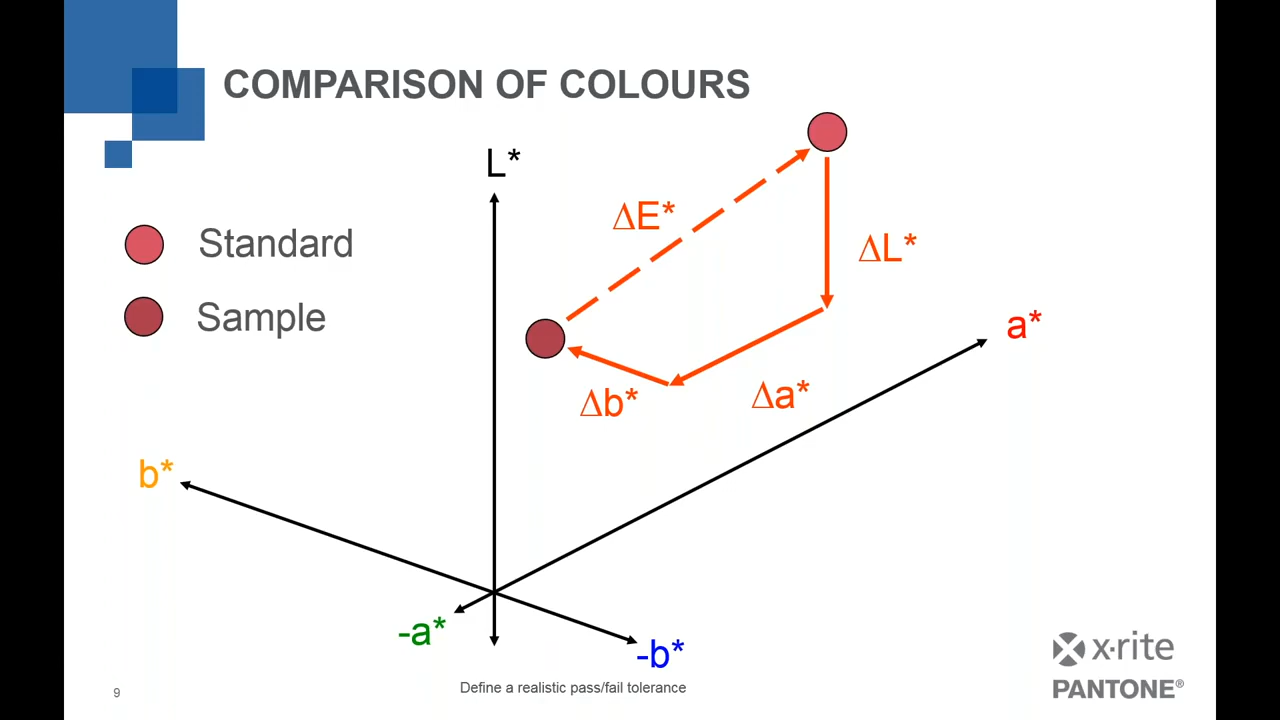 COMPARISON OF COLOURS
L*
ΔE*
Standard
ΔL*
Sample
a*
Δb*
Δa*
b*
-a*
-b*
x·rite
PANTONE®
Define a realistic pass/fail tolerance
9